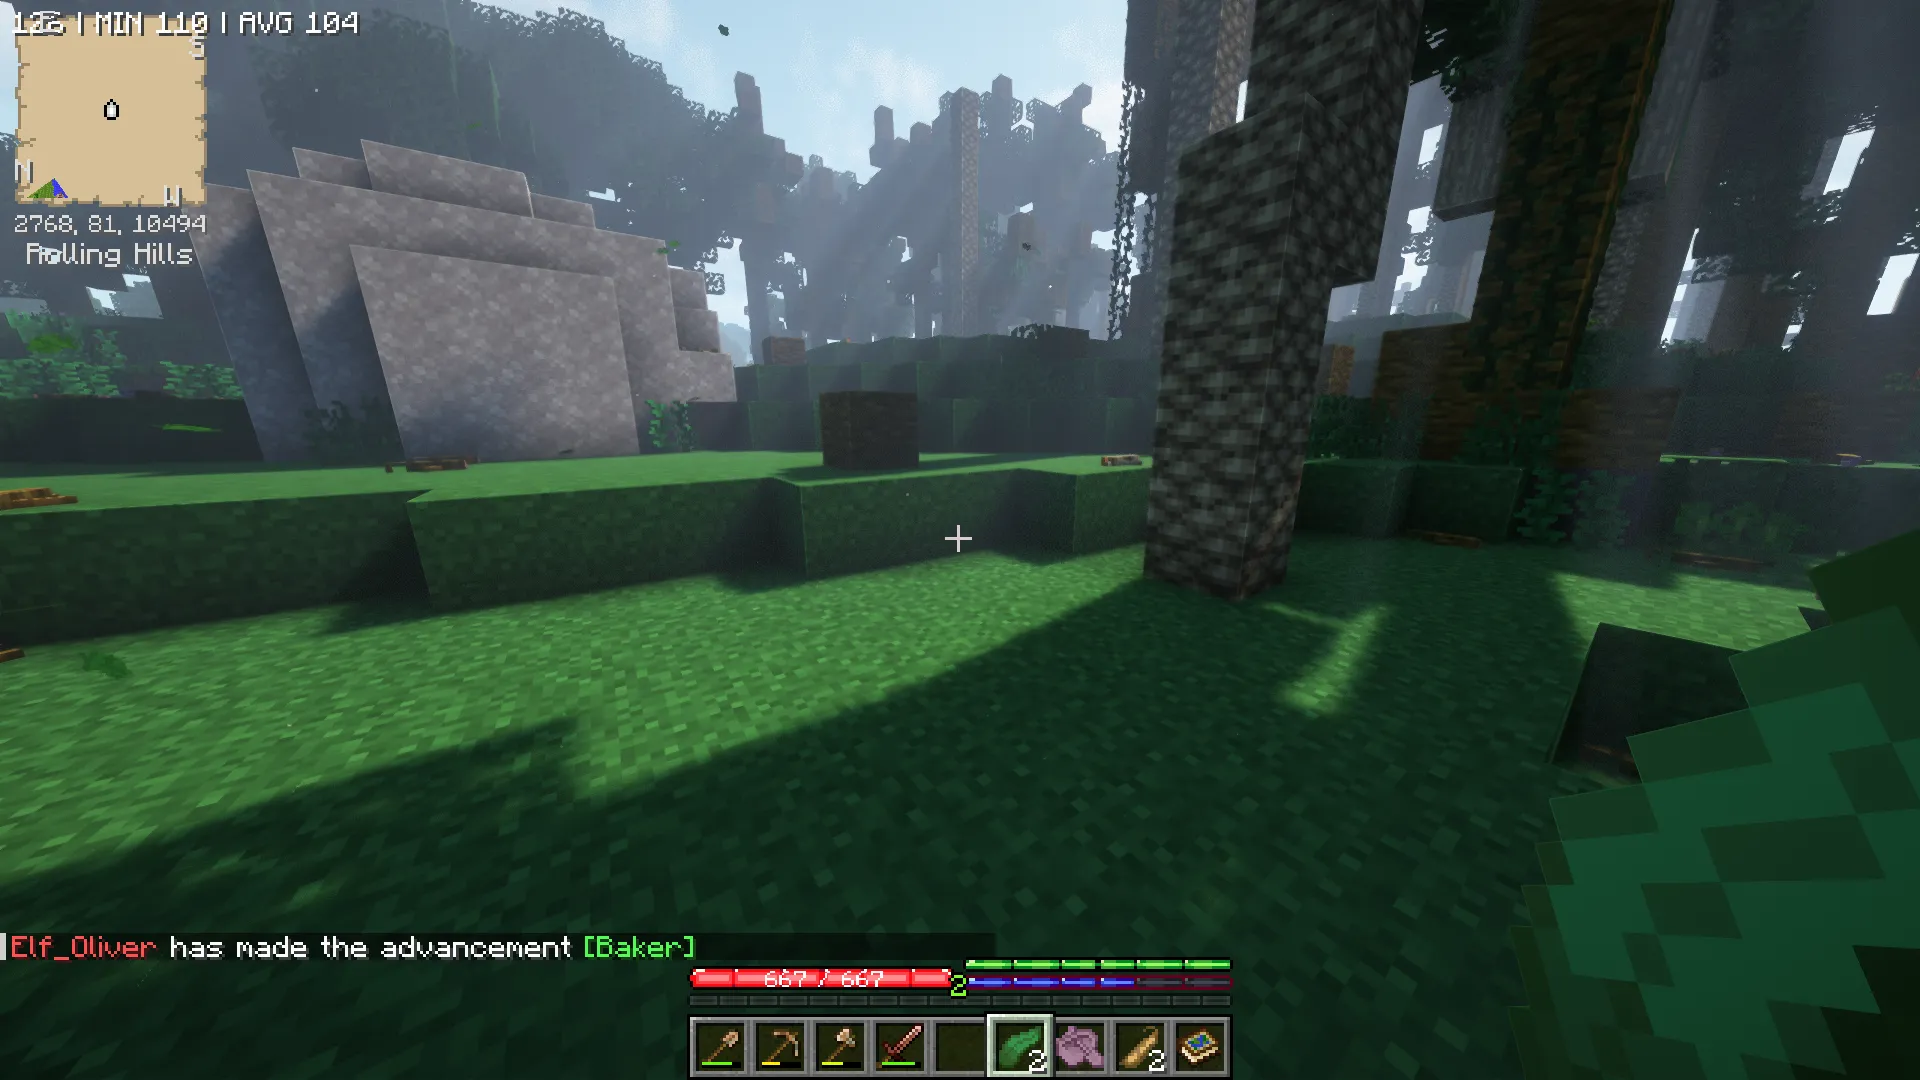 126 | MIN 110 | AVG 104
S
N
W
2768, 81, 10494
Rolling Hills
Elf_Oliver has made the advancement [Baker]
667 / 667
2
2
2